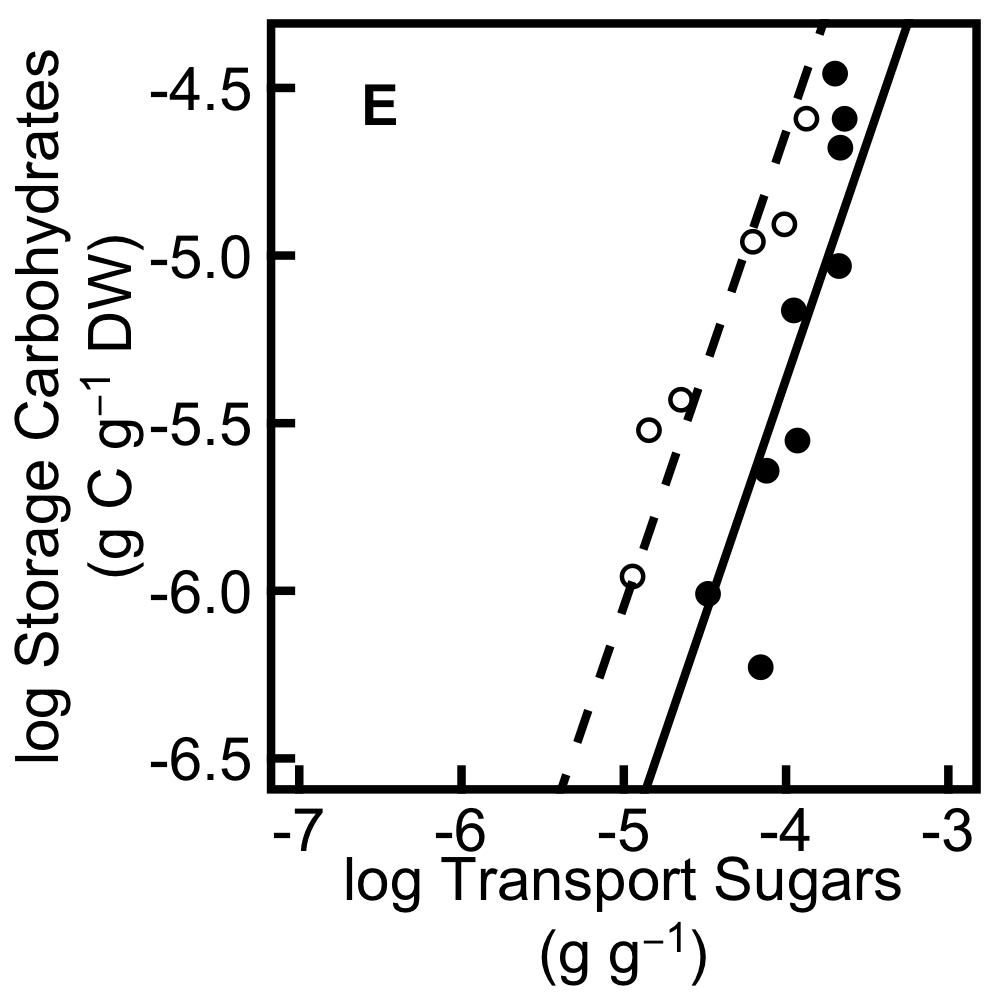 log Storage Carbohydrates
(g C g⁻¹ DW)
E
-4.5
-5.0
-5.5
-6.0
-6.5
-7 -6 -5 -4 -3
log Transport Sugars
(g g⁻¹)